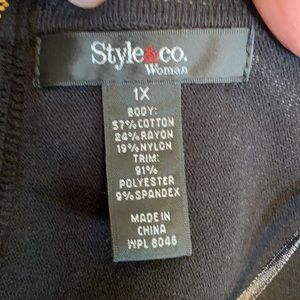 Style&co.
Woman
1X
BODY:
57%COTTON
24%RAYON
19%NYLON
TRIM:
91%
POLYESTER
9%SPANDEX
MADE IN
CHINA
WPL 8046